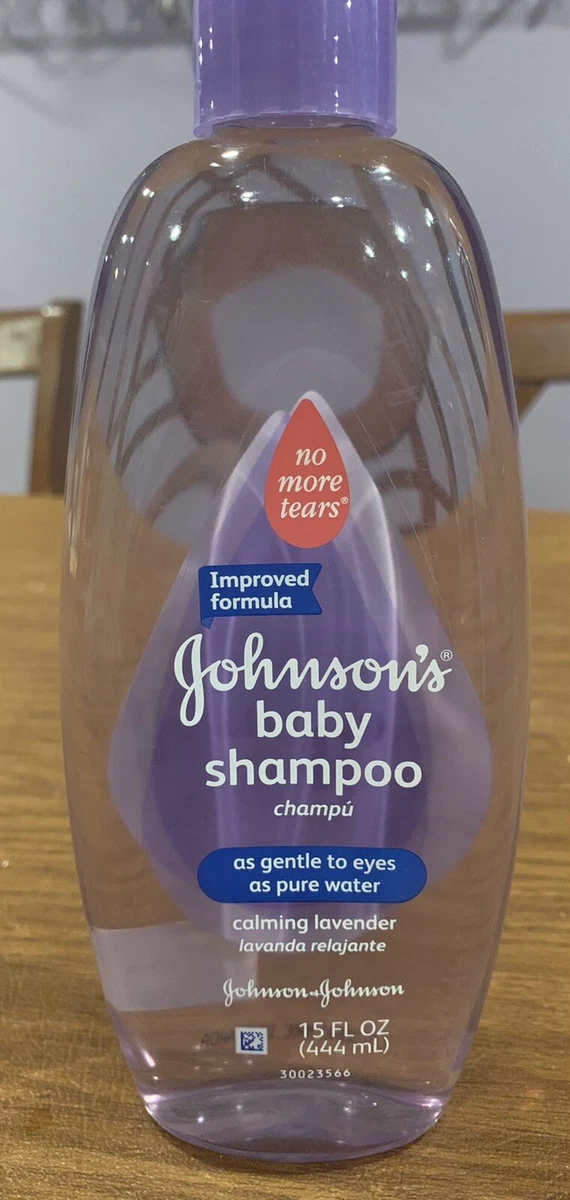 no
more
tears®
Improved
formula
Johnson's®
baby
shampoo
champú
as gentle to eyes
as pure water
calming lavender
lavanda relajante
Johnson & Johnson
15 FL OZ
(444 mL)
30023566